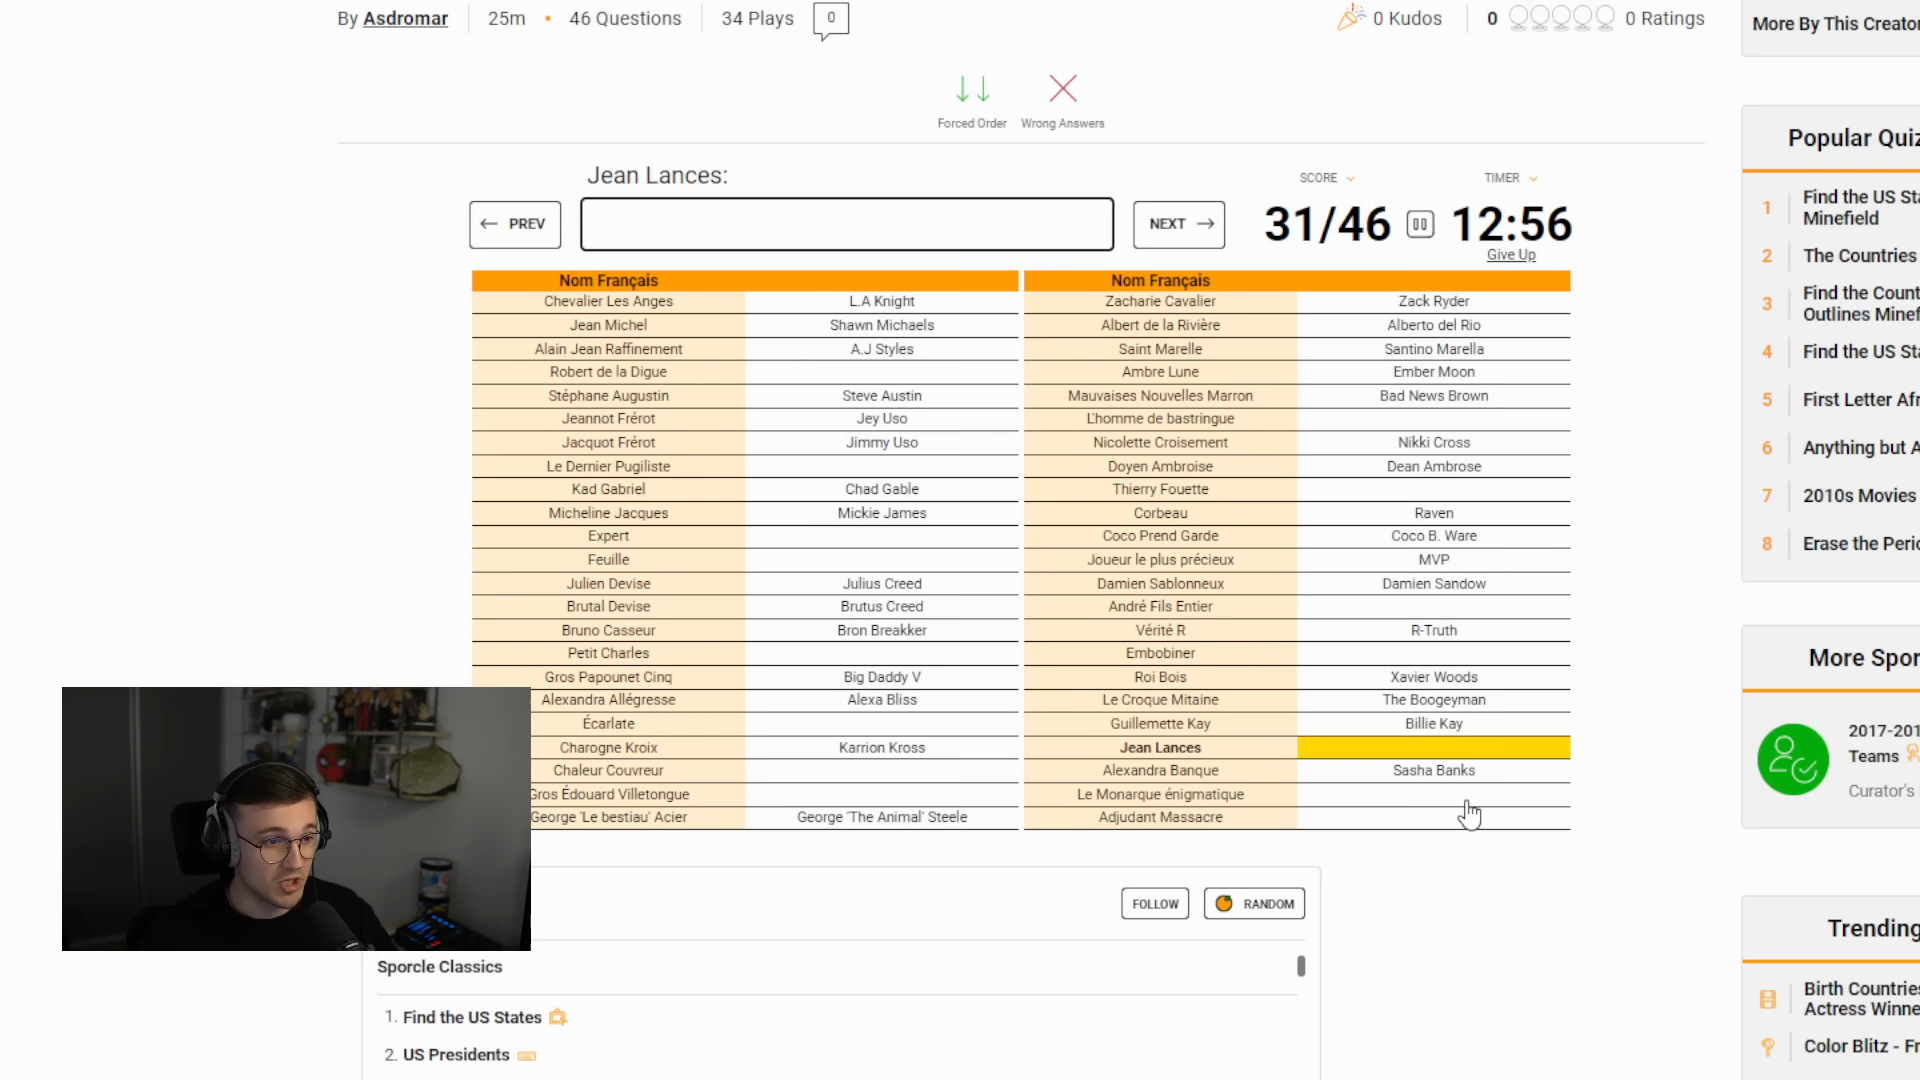 By Asdromar
25m • 46 Questions
34 Plays
0
0 Kudos
0
0 Ratings
More By This Creator
Forced Order
Wrong Answers
Jean Lances:
PREV
NEXT
SCORE
31/46
TIMER
12:56
Give Up
Nom Français
Chevalier Les Anges L.A Knight
Jean Michel Shawn Michaels
Alain Jean Raffinement A.J Styles
Robert de la Digue
Stéphane Augustin Steve Austin
Jeannot Frérot Jey Uso
Jacquot Frérot Jimmy Uso
Le Dernier Pugiliste
Kad Gabriel Chad Gable
Micheline Jacques Mickie James
Expert
Feuille
Julien Devise Julius Creed
Brutal Devise Brutus Creed
Bruno Casseur Bron Breakker
Petit Charles
Gros Papounet Cinq Big Daddy V
Alexandra Allégresse Alexa Bliss
Écarlate
Charogne Kroix Karrion Kross
Chaleur Couvreur
Gros Édouard Villetongue
George 'Le bestiau' Acier George 'The Animal' Steele
Nom Français
Zacharie Cavalier Zack Ryder
Albert de la Rivière Alberto del Rio
Saint Marelle Santino Marella
Ambre Lune Ember Moon
Mauvaises Nouvelles Marron Bad News Brown
L'homme de bastringue
Nicolette Croisement Nikki Cross
Doyen Ambroise Dean Ambrose
Thierry Fouette
Corbeau Raven
Coco Prend Garde Coco B. Ware
Joueur le plus précieux MVP
Damien Sablonneux Damien Sandow
André Fils Entier
Vérité R R-Truth
Embobiner
Roi Bois Xavier Woods
Le Croque Mitaine The Boogeyman
Guillemette Kay Billie Kay
Jean Lances
Alexandra Banque Sasha Banks
Le Monarque énigmatique
Adjudant Massacre
FOLLOW
RANDOM
Sporcle Classics
1. Find the US States
2. US Presidents
Popular Quiz
1 Find the US Sta
Minefield
2 The Countries
3 Find the Count
Outlines Minef
4 Find the US Sta
5 First Letter Afr
6 Anything but A
7 2010s Movies
8 Erase the Perio
More Spor
2017-201
Teams
Curator's
Trending
Birth Countries
Actress Winne
Color Blitz - Fr